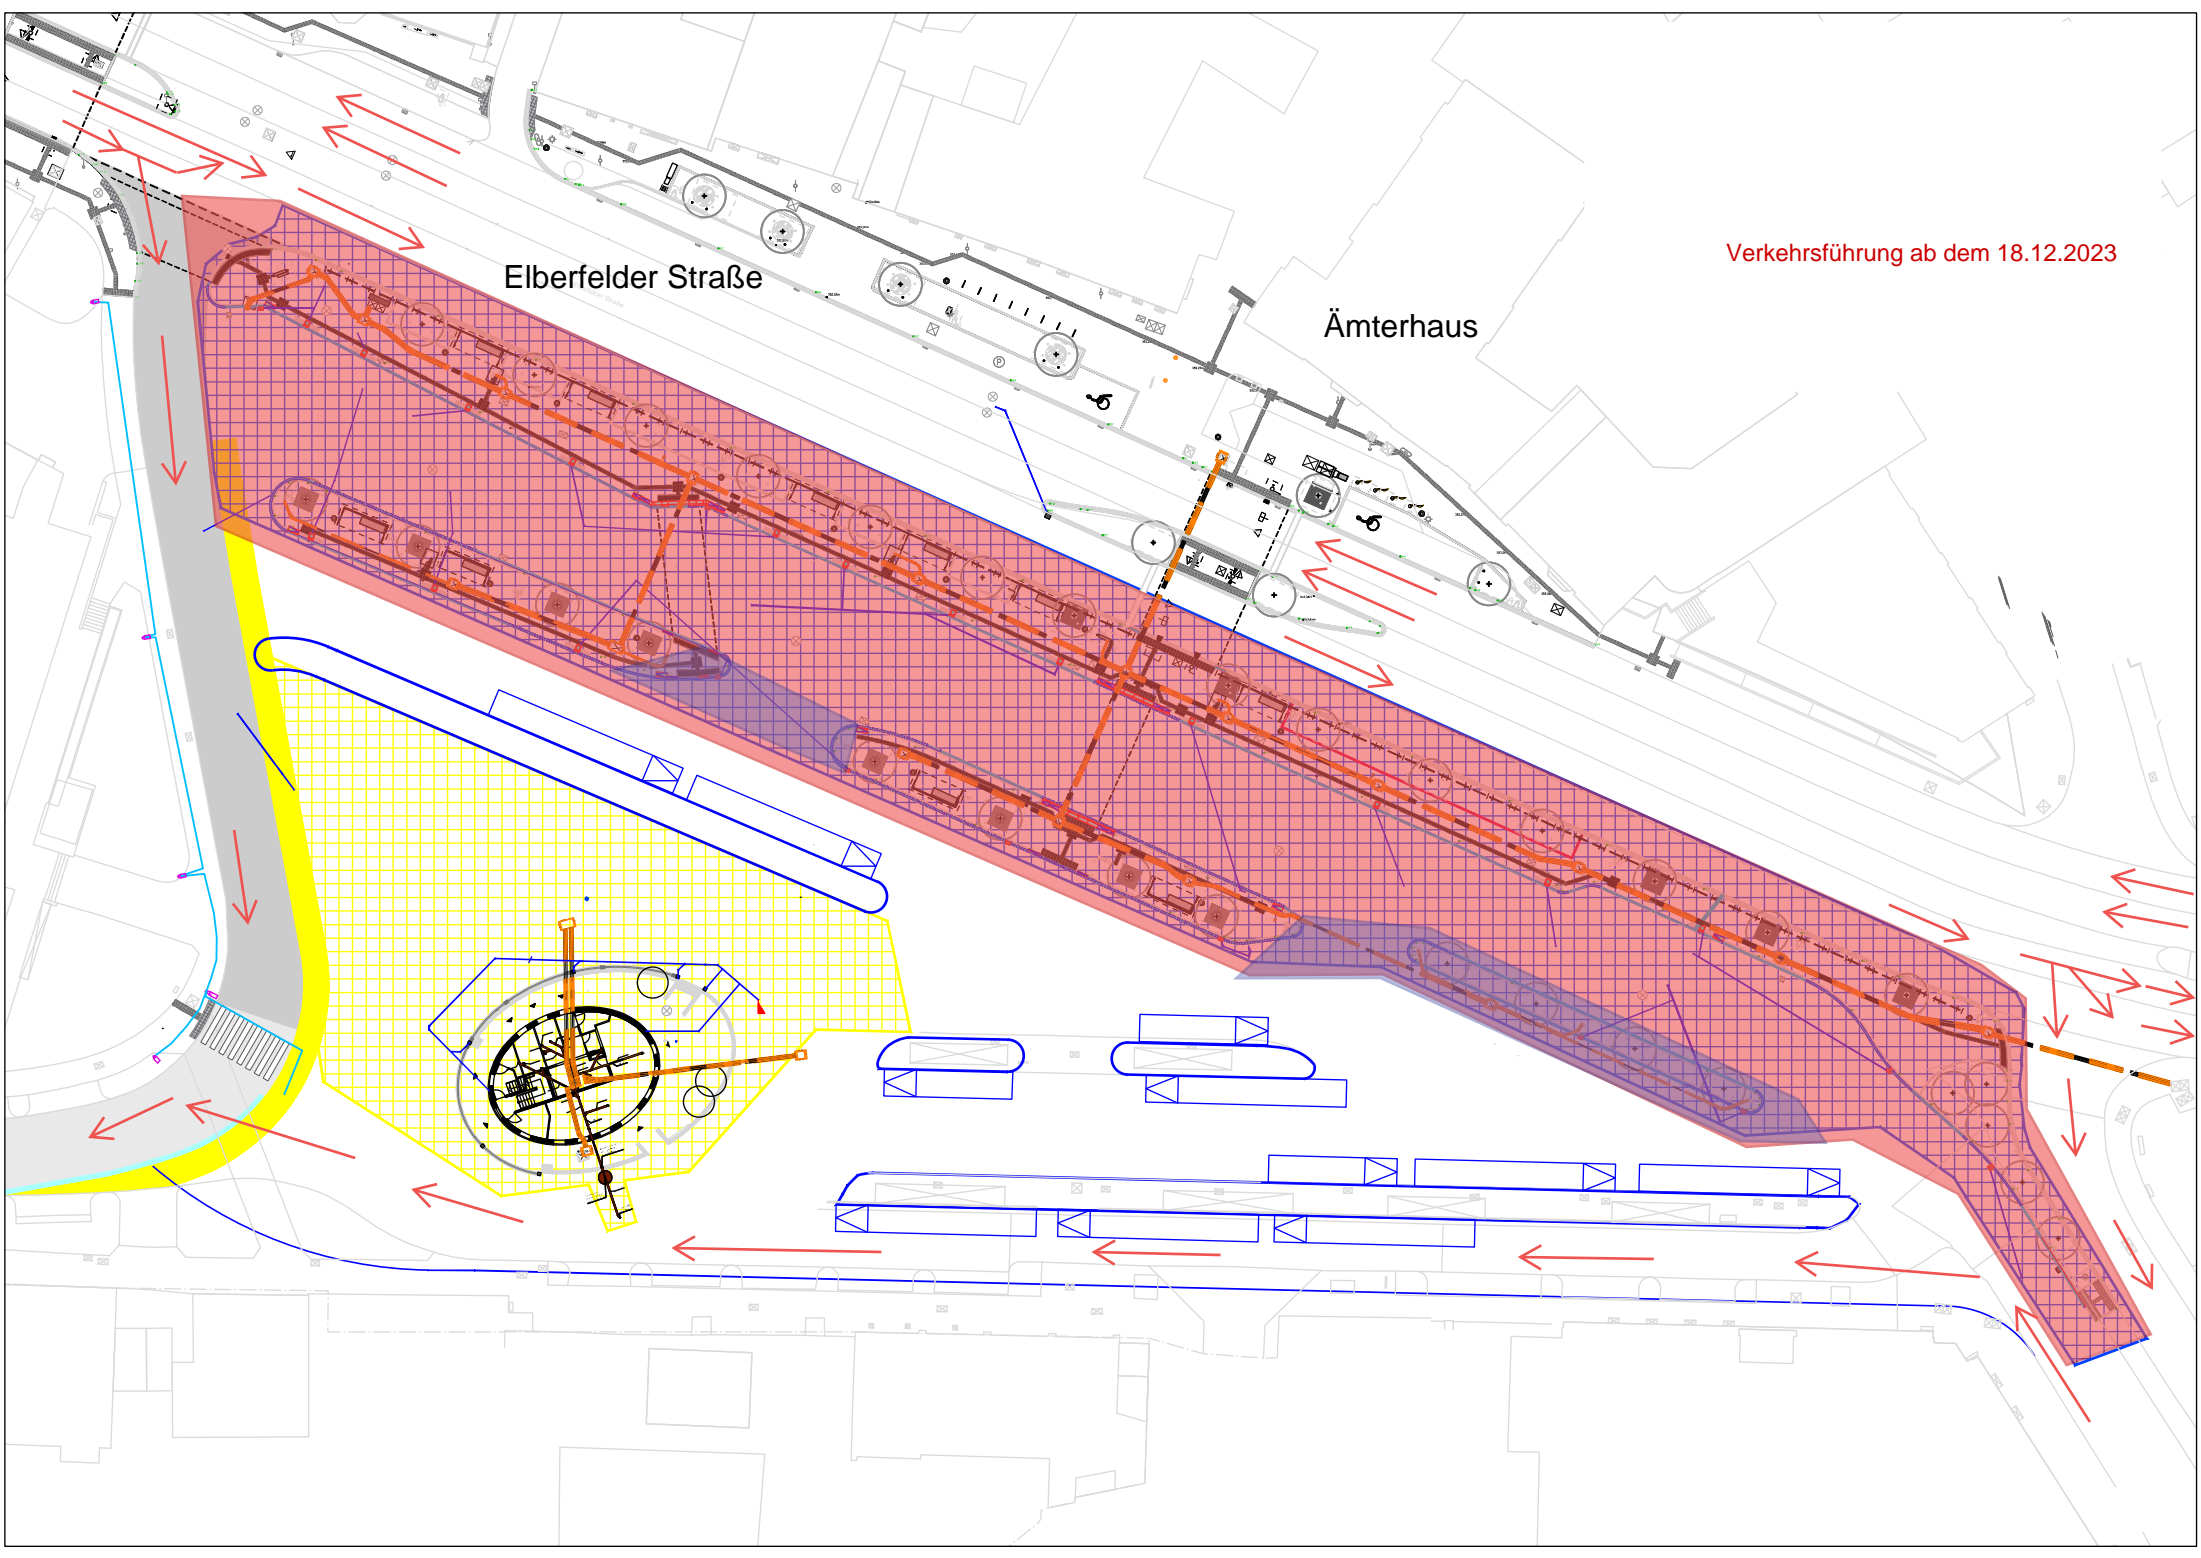 Verkehrsführung ab dem 18.12.2023
Elberfelder Straße
Ämterhaus
P